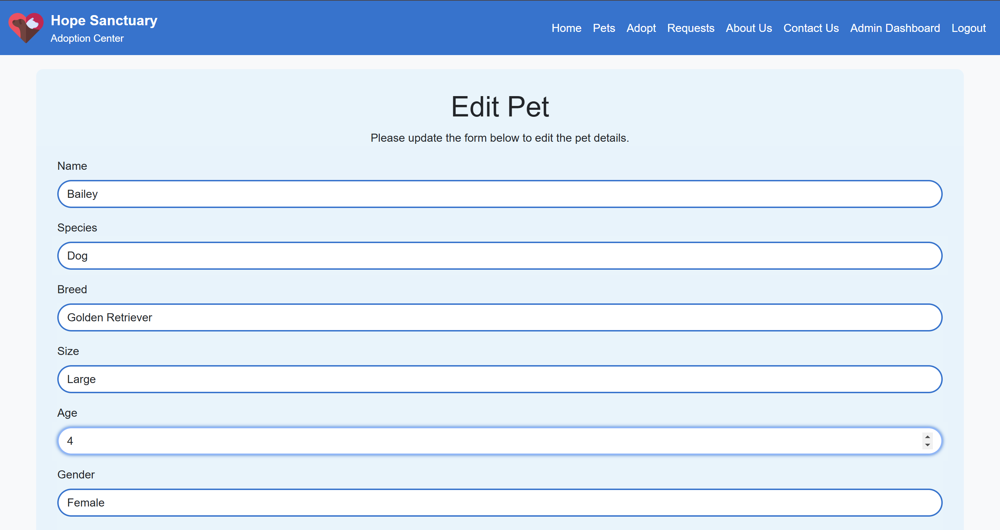 Hope Sanctuary
Adoption Center
Home Pets Adopt Requests About Us Contact Us Admin Dashboard Logout
Edit Pet
Please update the form below to edit the pet details.
Name
Bailey
Species
Dog
Breed
Golden Retriever
Size
Large
Age
4
Gender
Female